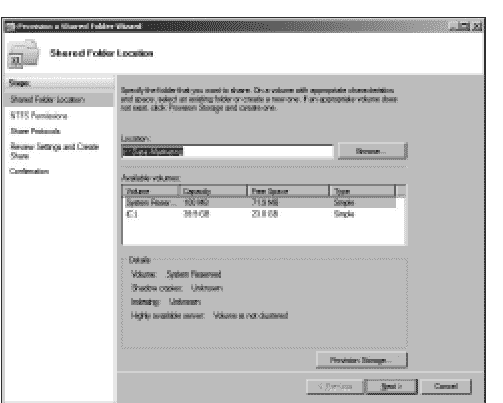 Provision a Shared Folder Wizard
Shared Folder Location
Steps:
Shared Folder Location
NTFS Permissions
Share Protocols
Review Settings and Create
Share
Confirmation
Specify the folder that you want to share. On a volume with appropriate characteristics
and space, select an existing folder or create a new one. If an appropriate volume does
not exist, click Provision Storage and create one.
Location:
Browse...
Available volumes:
Volume Capacity Free Space Type
System Reser... 100 MB 71.9 MB Simple
(C:) Simple
Details
Volume: System Reserved
Shadow copies: Unknown
Indexing: Unknown
Highly available server: Volume is not clustered
Provision Storage...
< Previous Next > Cancel